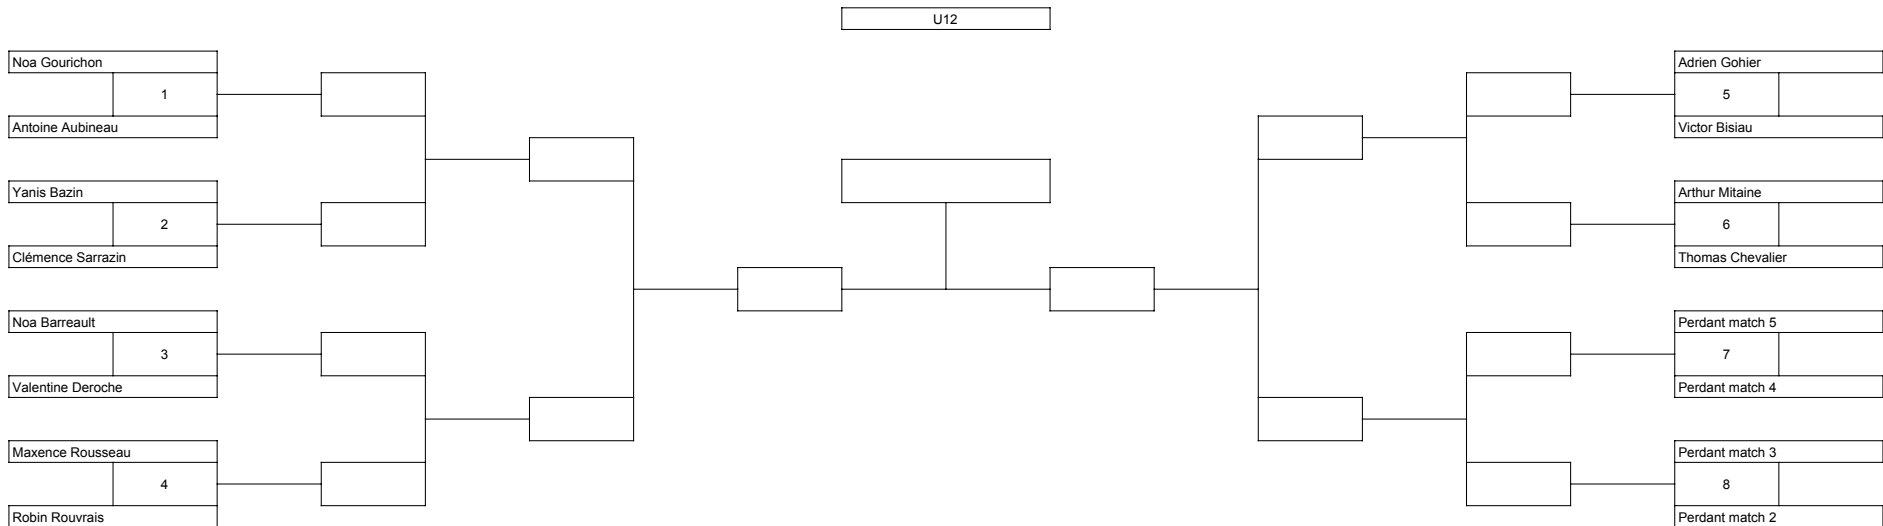 U12
Noa Gourichon
1
Antoine Aubineau
Yanis Bazin
2
Clémence Sarrazin
Noa Barreault
3
Valentine Deroche
Maxence Rousseau
4
Robin Rouvrais
Adrien Gohier
5
Victor Bisiau
Arthur Mitaine
6
Thomas Chevalier
Perdant match 5
7
Perdant match 4
Perdant match 3
8
Perdant match 2